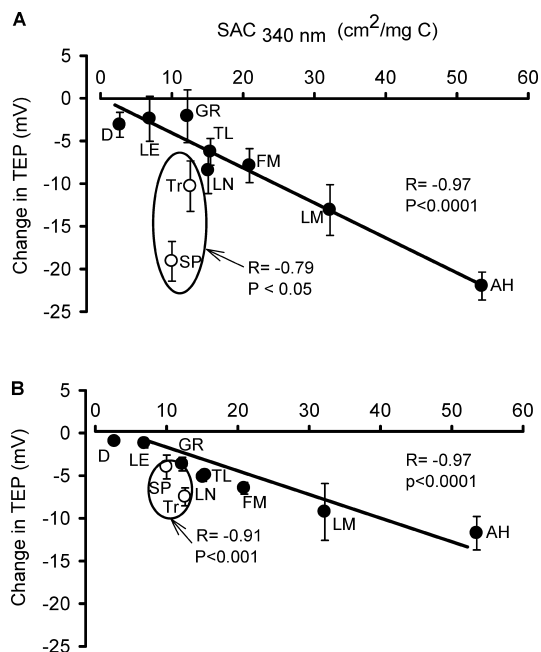 A
SAC 340 nm (cm2/mg C)
0 10 20 30 40 50 60
5
0
-5
-10
-15
-20
-25
Change in TEP (mV)
D
LE
GR
TL
LN
FM
Tr
SP
LM
AH
R= -0.97
P<0.0001
R= -0.79
P < 0.05
B
0 10 20 30 40 50 60
5
0
-5
-10
-15
-20
-25
Change in TEP (mV)
D
LE
GR
SP
TL
LN
Tr
FM
LM
AH
R= -0.97
p<0.0001
R= -0.91
P<0.001